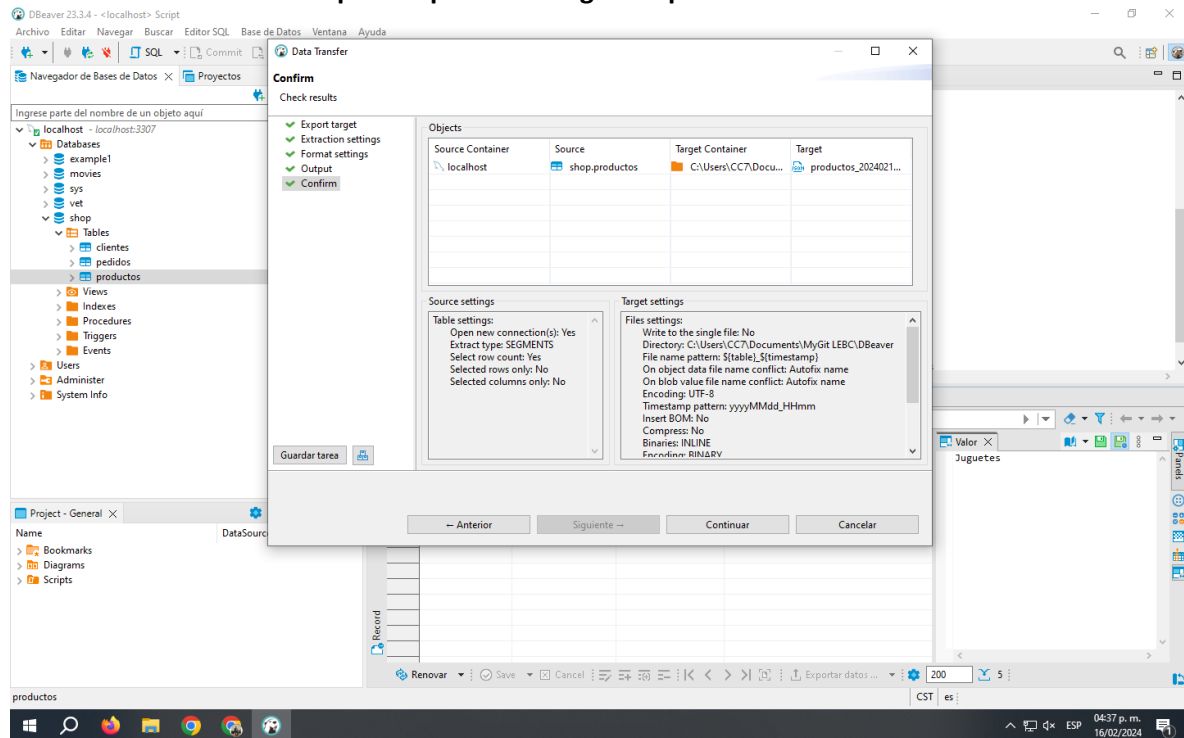 DBeaver 23.3.4 - <localhost> Script
Archivo Editar Navegar Buscar Editor SQL Base de Datos Ventana Ayuda
SQL Commit
Navegador de Bases de Datos Proyectos
Ingrese parte del nombre de un objeto aquí
localhost - localhost:3307
Databases
example1
movies
sys
vet
shop
Tables
clientes
pedidos
productos
Views
Indexes
Procedures
Triggers
Events
Users
Administer
System Info
Project - General
Name DataSourc
Bookmarks
Diagrams
Scripts
Data Transfer
Confirm
Check results
Export target
Extraction settings
Format settings
Output
Confirm
Objects
Source Container Source Target Container Target
localhost shop.productos C:\Users\CC7\Docu... productos_2024021...
Source settings
Table settings:
Open new connection(s): Yes
Extract type: SEGMENTS
Select row count: Yes
Selected rows only: No
Selected columns only: No
Target settings
Files settings:
Write to the single file: No
Directory: C:\Users\CC7\Documents\MyGit LEBC\DBeaver
File name pattern: ${table}_${timestamp}
On object data file name conflict: Autofix name
On blob value file name conflict: Autofix name
Encoding: UTF-8
Timestamp pattern: yyyyMMdd_HHmm
Insert BOM: No
Compress: No
Binaries: INLINE
Encoding: BINARY
Guardar tarea
← Anterior Siguiente → Continuar Cancelar
Valor
Juguetes
Panels
Record
Renovar Save Cancel Exportar datos ... 200 5
productos CST es
ESP 04:37 p. m.
16/02/2024